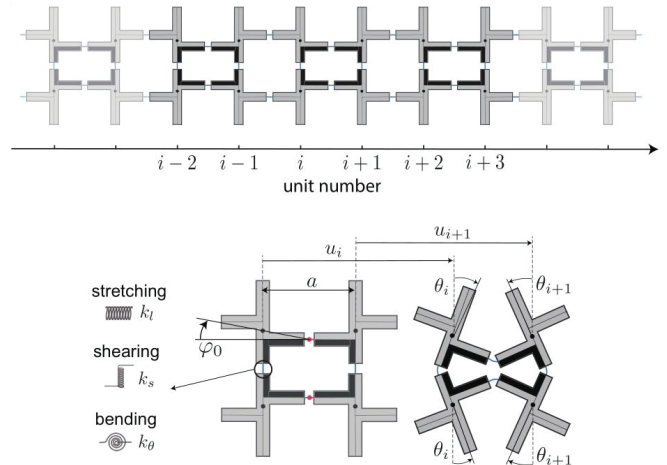 i − 2 i − 1 i i + 1 i + 2 i + 3
unit number
u_{i+1}
u_i
a
θ_i θ_{i+1}
stretching
k_l
φ_0
shearing
k_s
bending
k_θ
θ_i θ_{i+1}